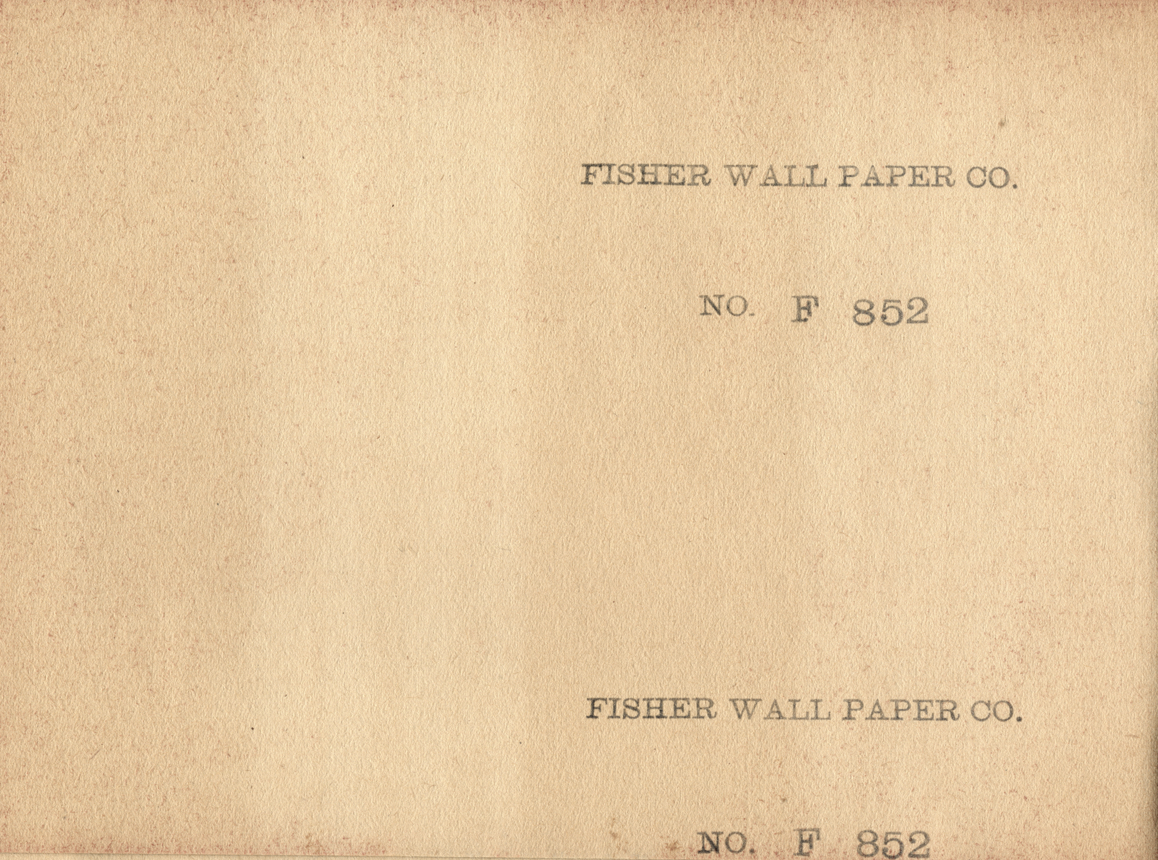 FISHER WALL PAPER CO.
NO. F 852
FISHER WALL PAPER CO.
NO. F 852